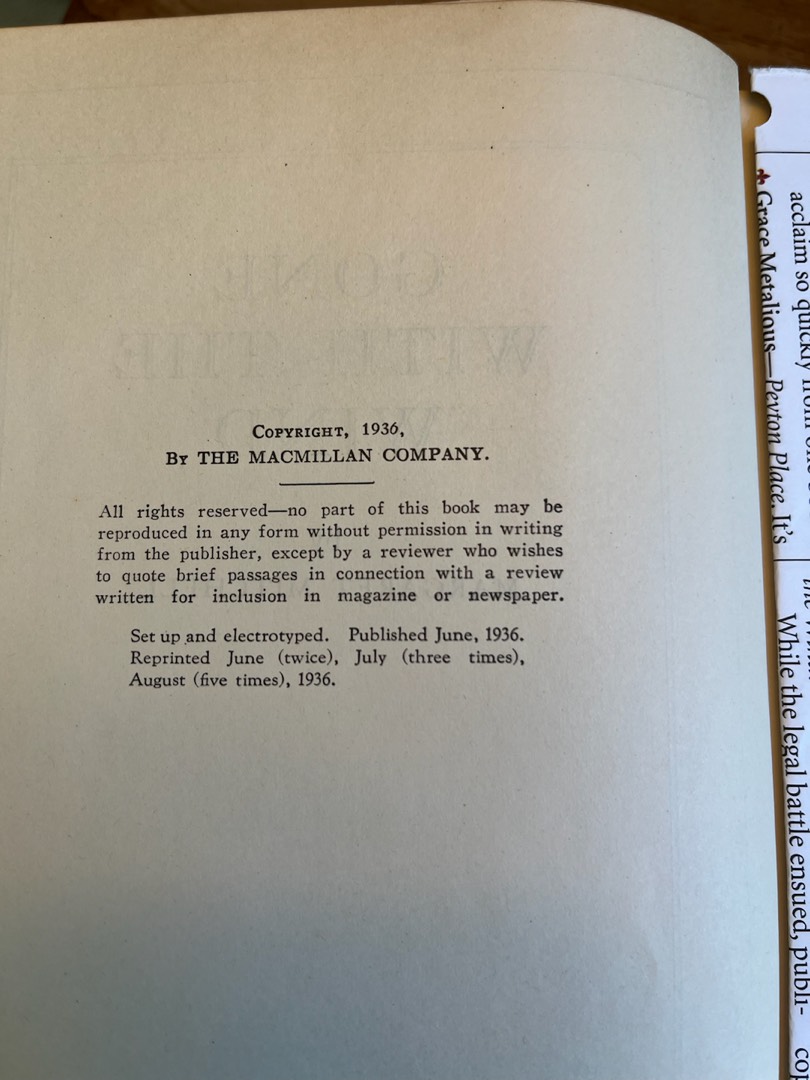 COPYRIGHT, 1936,
BY THE MACMILLAN COMPANY.
All rights reserved—no part of this book may be
reproduced in any form without permission in writing
from the publisher, except by a reviewer who wishes
to quote brief passages in connection with a review
written for inclusion in magazine or newspaper.
Set up and electrotyped. Published June, 1936.
Reprinted June (twice), July (three times),
August (five times), 1936.
GONE
WITH THE
acclaim so quickly from
Grace Metalious—Peyton Place. It's
While the legal battle ensued, publi-